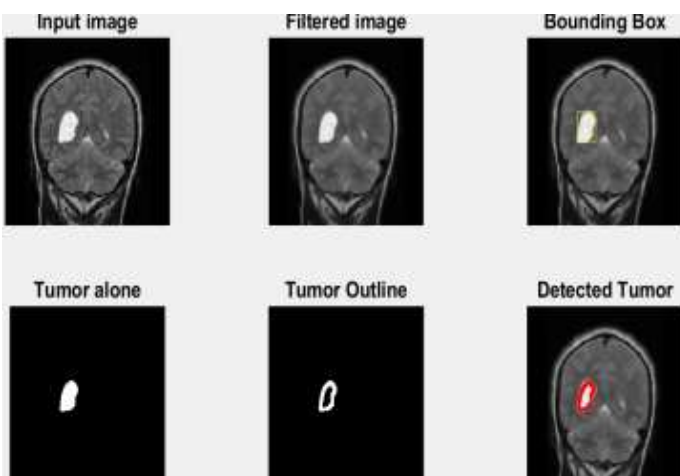 Input image
Filtered image
Bounding Box
Tumor alone
Tumor Outline
Detected Tumor